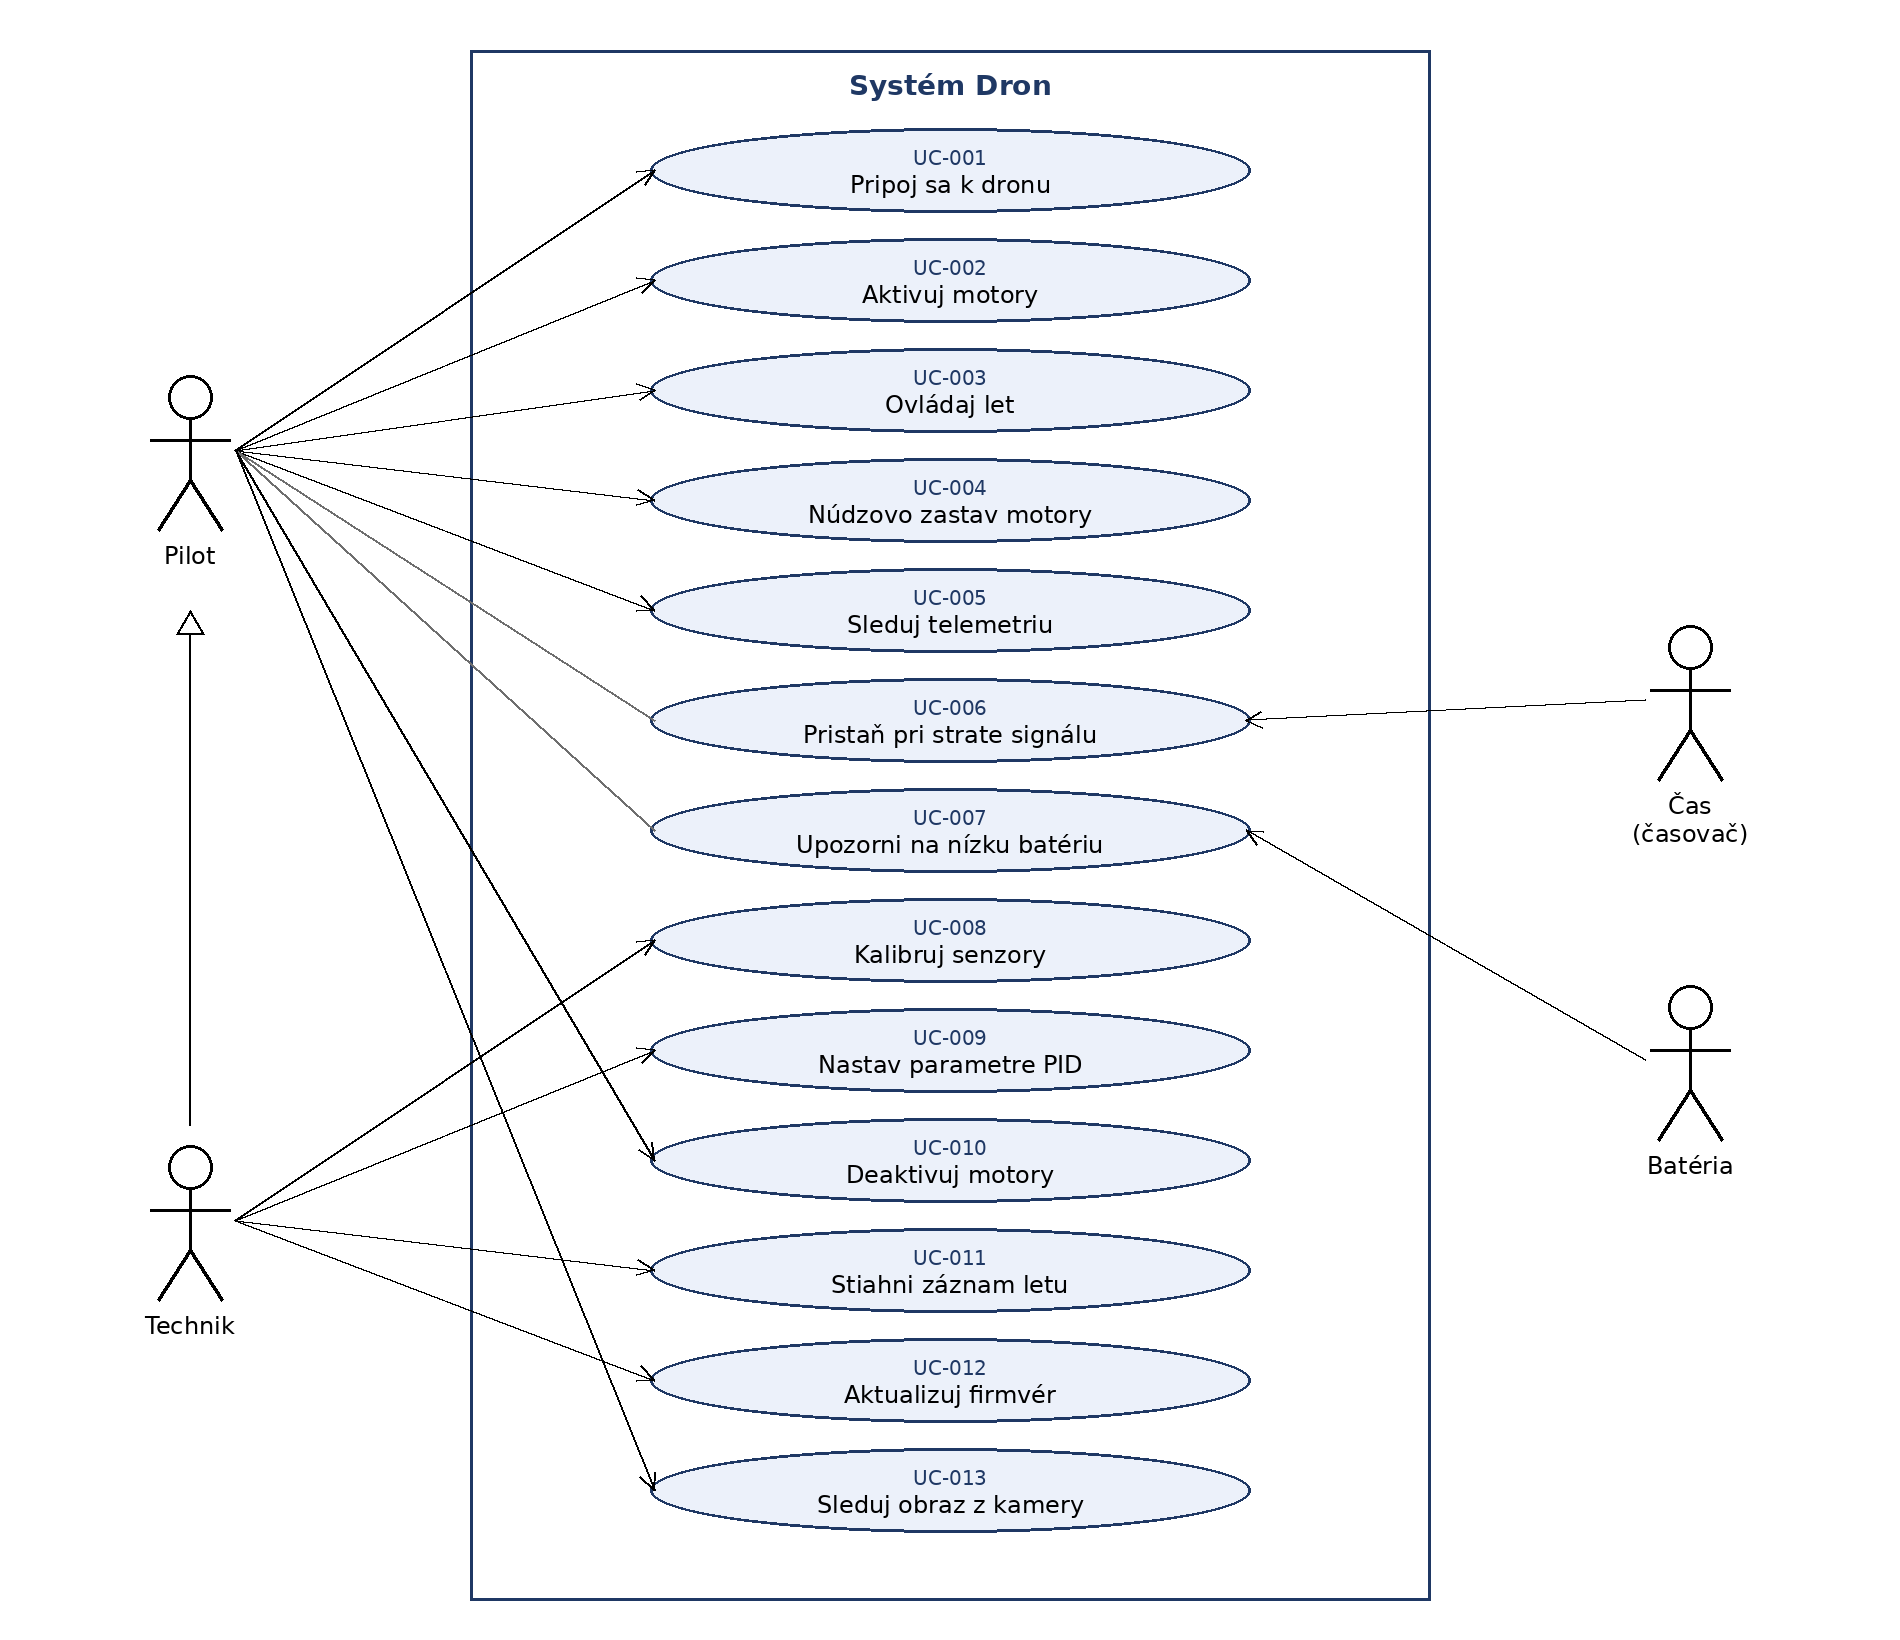 Systém Dron
UC-001
Pripoj sa k dronu
UC-002
Aktivuj motory
UC-003
Ovládaj let
UC-004
Núdzovo zastav motory
UC-005
Sleduj telemetriu
UC-006
Pristaň pri strate signálu
UC-007
Upozorni na nízku batériu
UC-008
Kalibruj senzory
UC-009
Nastav parametre PID
UC-010
Deaktivuj motory
UC-011
Stiahni záznam letu
UC-012
Aktualizuj firmvér
UC-013
Sleduj obraz z kamery
Pilot
Technik
Čas
(časovač)
Batéria